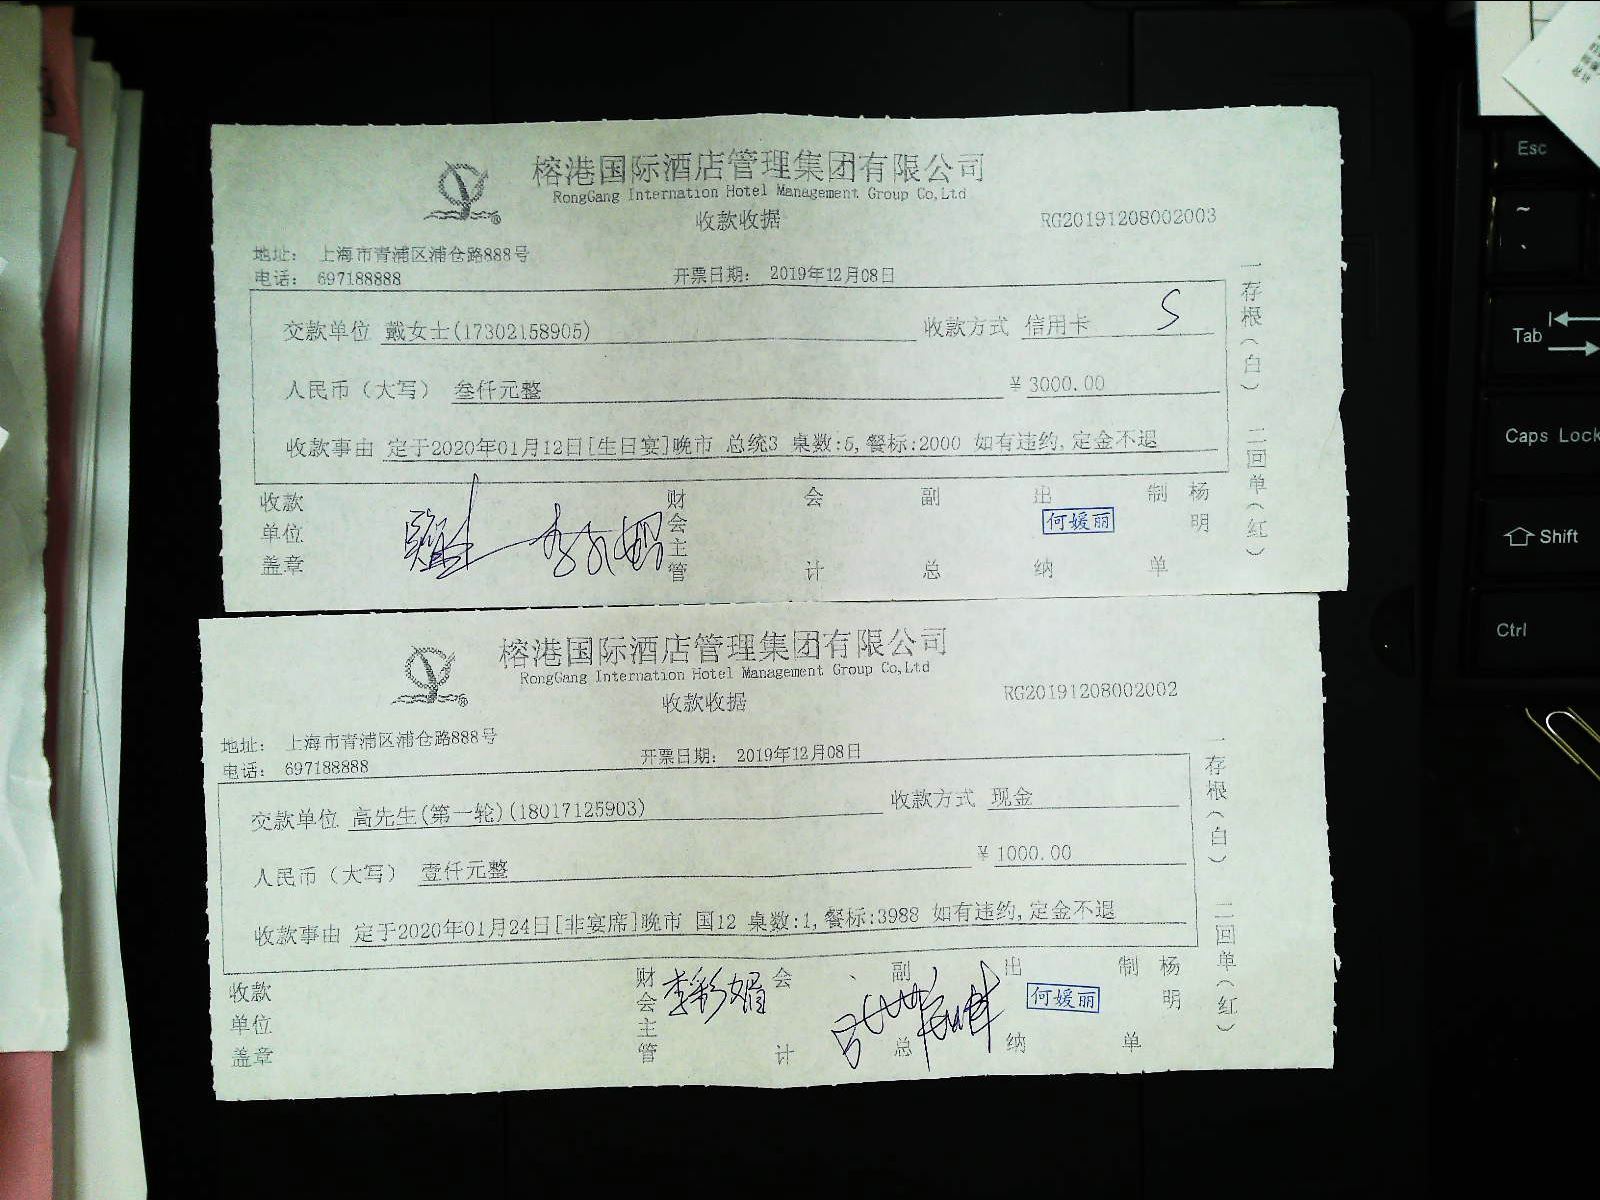 榕港国际酒店管理集团有限公司
RongGang Internation Hotel Management Group Co,Ltd
收款收据
RG20191208002003
地址： 上海市青浦区浦仓路888号
电话： 697188888
开票日期： 2019年12月08日
交款单位 戴女士(17302158905) 收款方式 信用卡 S
人民币（大写） 叁仟元整 ¥ 3000.00
收款事由 定于2020年01月12日[生日宴]晚市 总统3 桌数:5,餐标:2000 如有违约,定金不退
一存根（白） 二回单（红）
收款单位盖章 财会主管 会计 副总 出纳 何媛丽 制单 杨明
榕港国际酒店管理集团有限公司
RongGang Internation Hotel Management Group Co,Ltd
收款收据
RG20191208002002
地址： 上海市青浦区浦仓路888号
电话： 697188888
开票日期： 2019年12月08日
交款单位 高先生(第一轮)(18017125903) 收款方式 现金
人民币（大写） 壹仟元整 ¥ 1000.00
收款事由 定于2020年01月24日[非宴席]晚市 国12 桌数:1,餐标:3988 如有违约,定金不退
一存根（白） 二回单（红）
收款单位盖章 财会主管 李彩媚 会计 副总 出纳 何媛丽 制单 杨明
Esc
~
`
Tab
Caps Lock
Shift
Ctrl